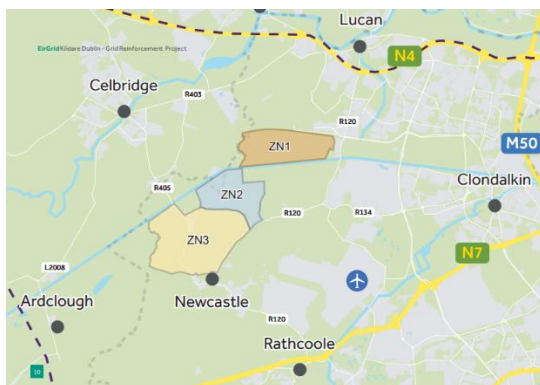 Lucan
EirGrid Kildare Dublin - Grid Reinforcement Project
N4
Celbridge
R403
R120
ZN1
M50
R405
ZN2
Clondalkin
R120
R134
ZN3
N7
L2008
Newcastle
Ardclough
R120
Rathcoole
10